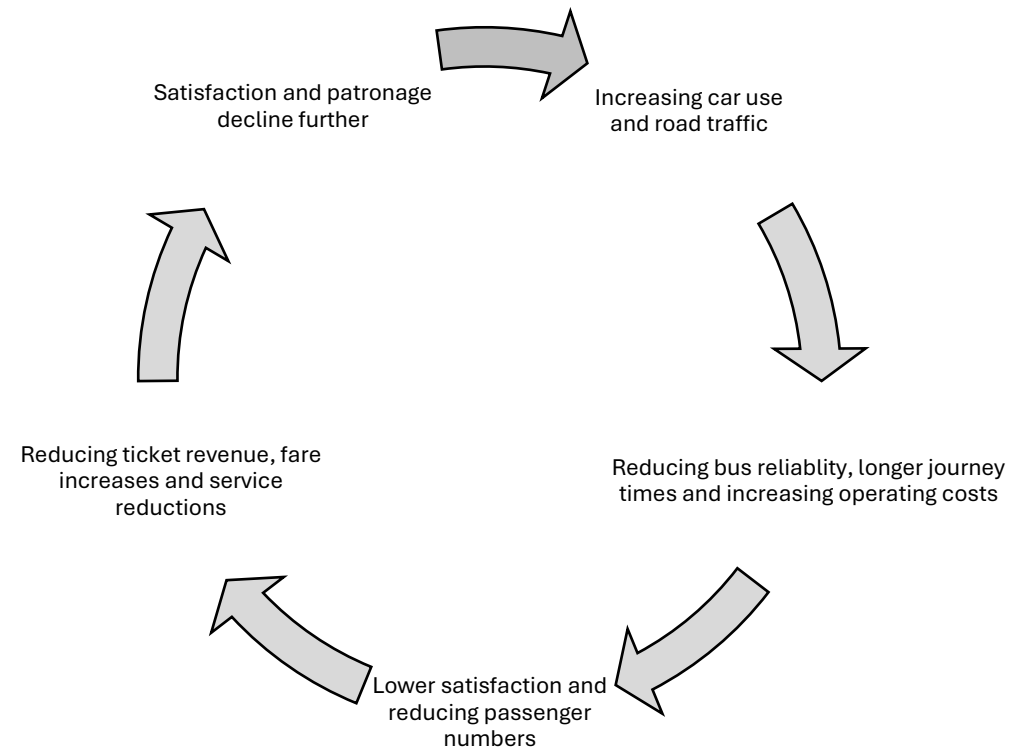 Satisfaction and patronage
decline further
Increasing car use
and road traffic
Reducing bus reliablity, longer journey
times and increasing operating costs
Lower satisfaction and
reducing passenger
numbers
Reducing ticket revenue, fare
increases and service
reductions